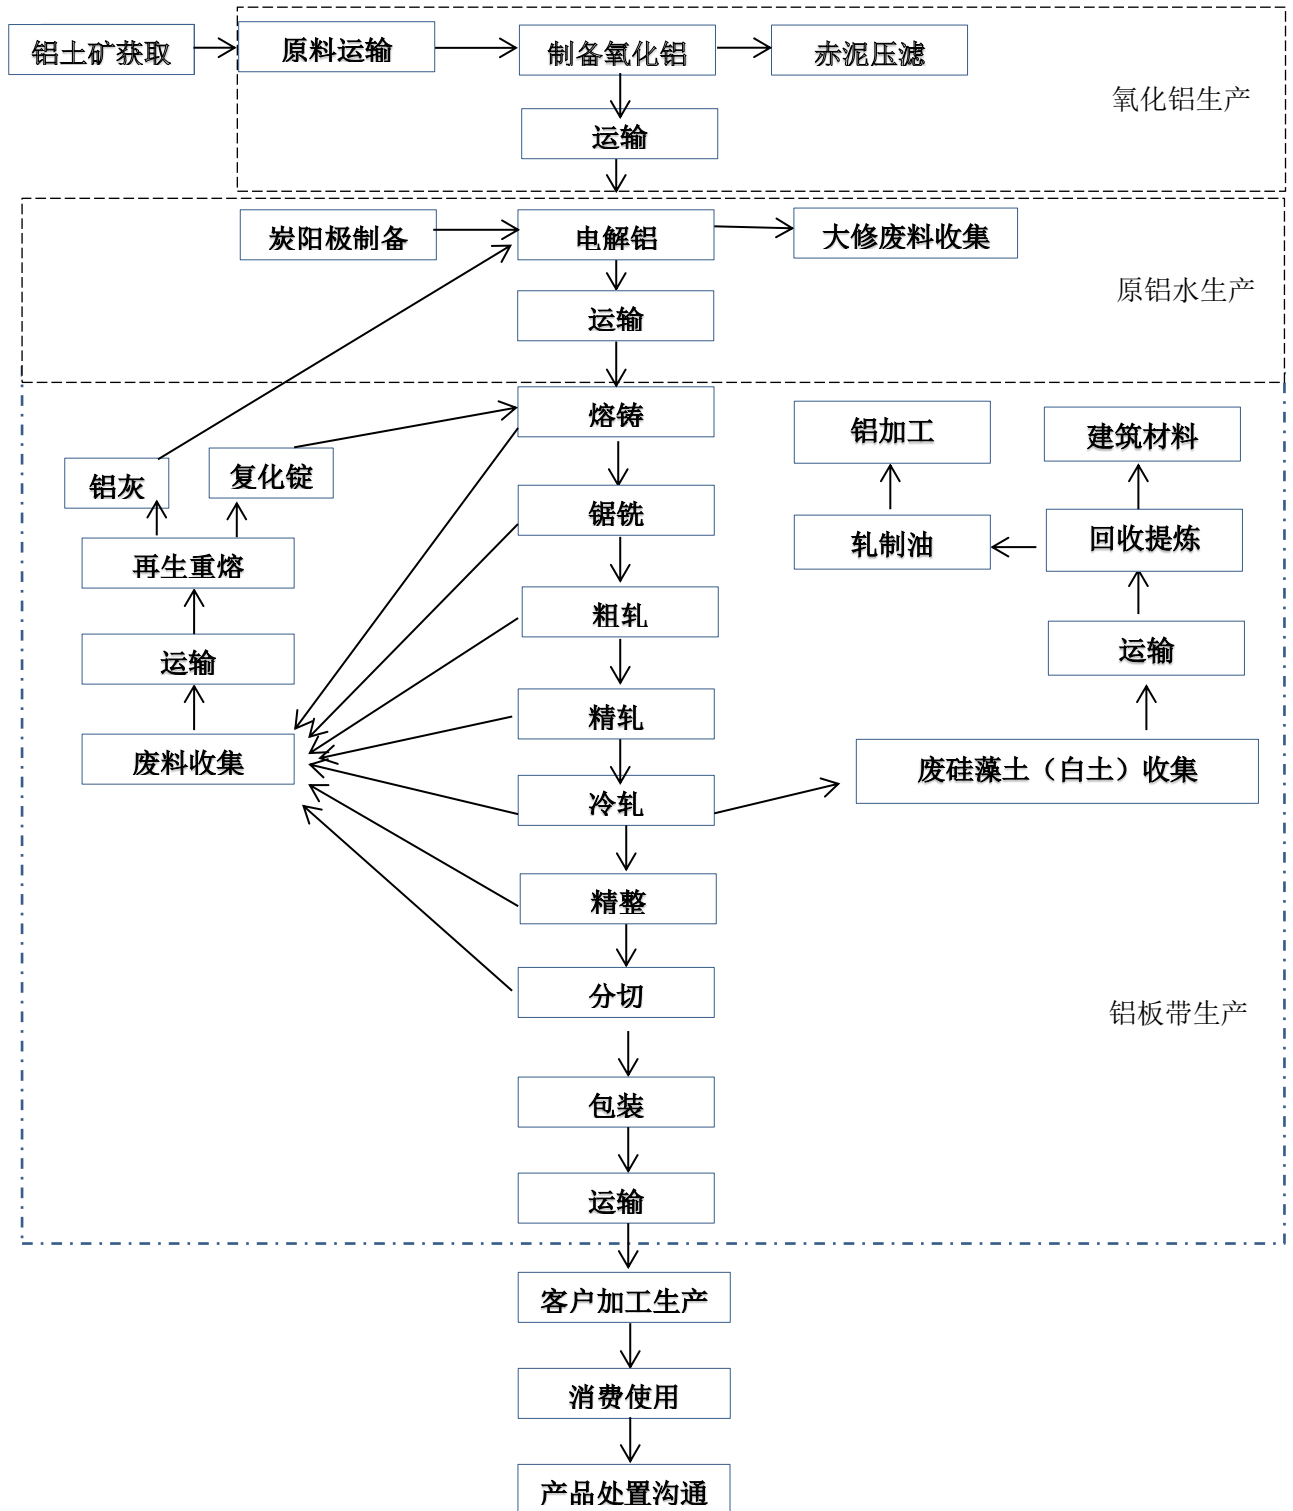 铝土矿获取
原料运输
制备氧化铝
赤泥压滤
氧化铝生产
运输
炭阳极制备
电解铝
大修废料收集
原铝水生产
运输
熔铸
铝加工
建筑材料
铝灰
复化锭
锯铣
轧制油
回收提炼
再生重熔
粗轧
运输
运输
精轧
废料收集
废硅藻土（白土）收集
冷轧
精整
分切
铝板带生产
包装
运输
客户加工生产
消费使用
产品处置沟通